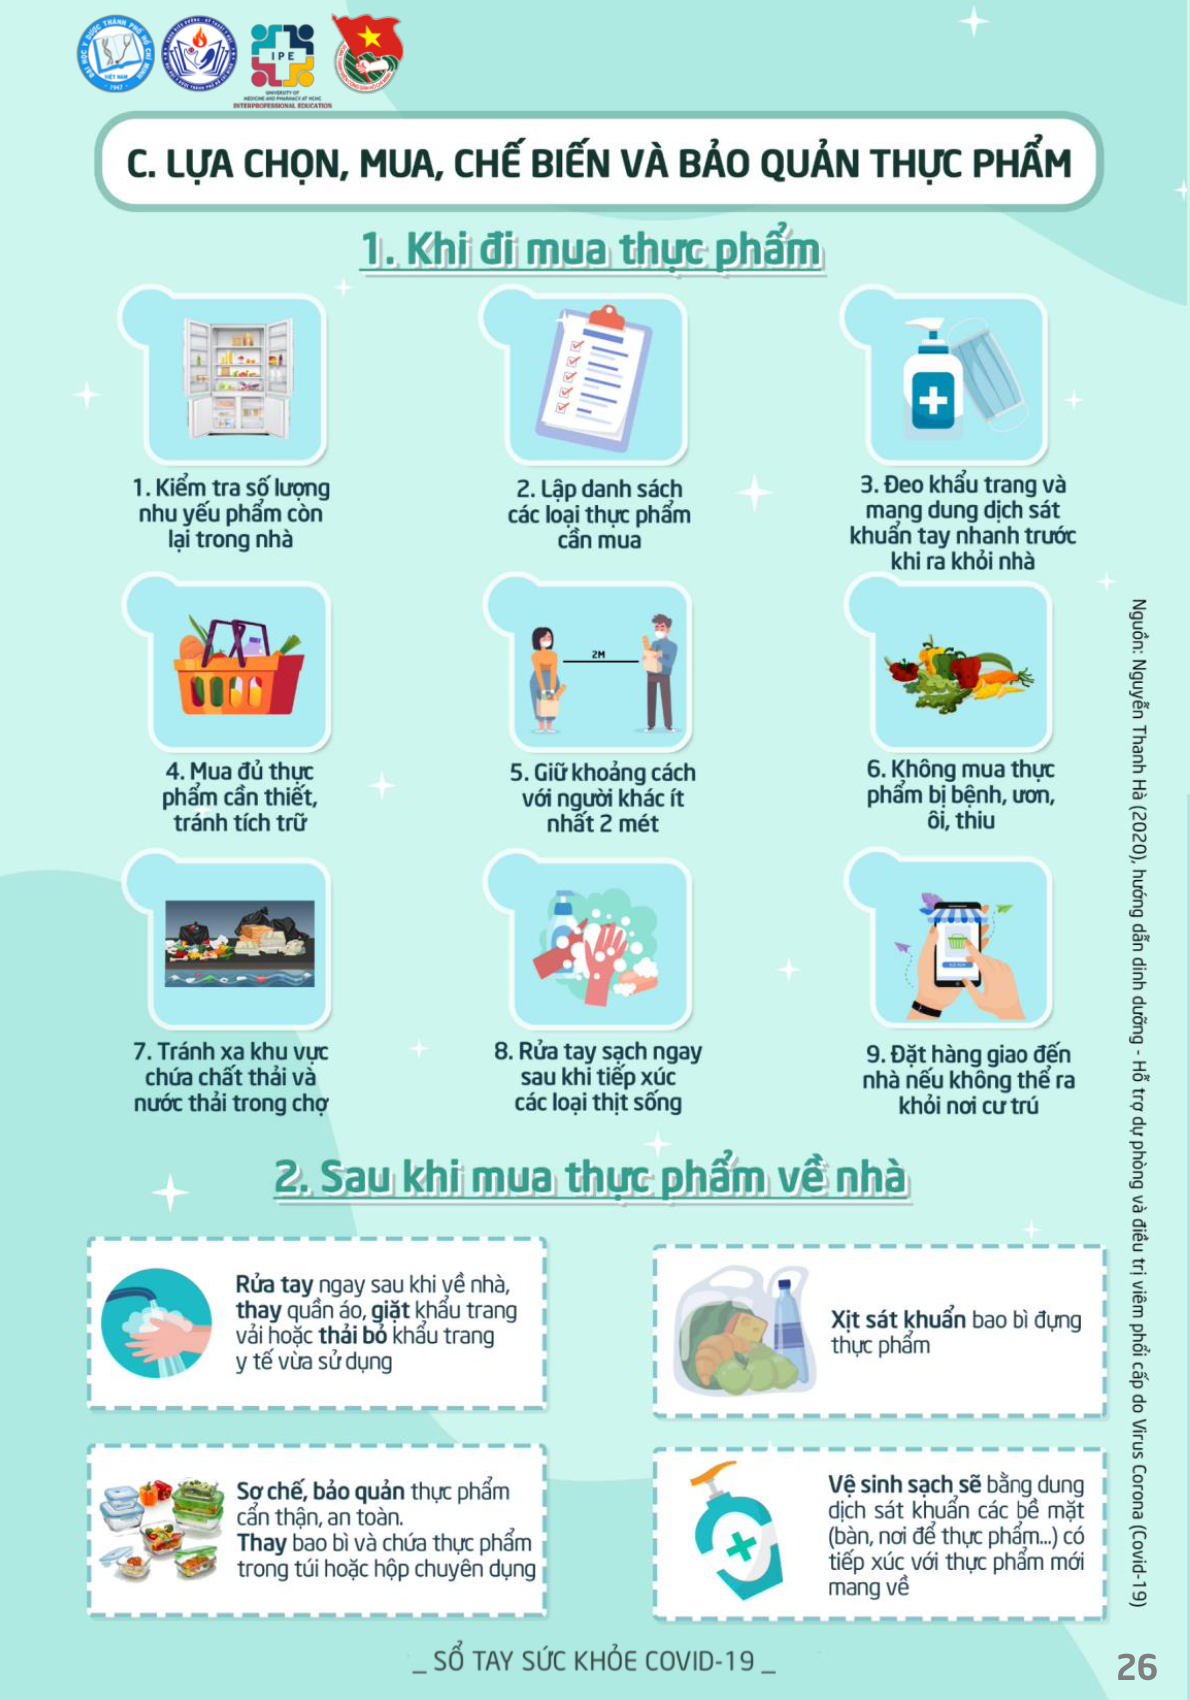 ĐẠI HỌC Y DƯỢC THÀNH PHỐ HỒ CHÍ MINH
VIỆT NAM
- 1947 -
IPE
UNIVERSITY OF
MEDICINE AND PHARMACY AT HCMC
INTERPROFESSIONAL EDUCATION
C. LỰA CHỌN, MUA, CHẾ BIẾN VÀ BẢO QUẢN THỰC PHẨM
1. Khi đi mua thực phẩm
1. Kiểm tra số lượng
nhu yếu phẩm còn
lại trong nhà
2. Lập danh sách
các loại thực phẩm
cần mua
3. Đeo khẩu trang và
mang dung dịch sát
khuẩn tay nhanh trước
khi ra khỏi nhà
4. Mua đủ thực
phẩm cần thiết,
tránh tích trữ
2M
5. Giữ khoảng cách
với người khác ít
nhất 2 mét
6. Không mua thực
phẩm bị bệnh, ươn,
ôi, thiu
7. Tránh xa khu vực
chứa chất thải và
nước thải trong chợ
8. Rửa tay sạch ngay
sau khi tiếp xúc
các loại thịt sống
9. Đặt hàng giao đến
nhà nếu không thể ra
khỏi nơi cư trú
2. Sau khi mua thực phẩm về nhà
Rửa tay ngay sau khi về nhà,
thay quần áo, giặt khẩu trang
vải hoặc thải bỏ khẩu trang
y tế vừa sử dụng
Xịt sát khuẩn bao bì đựng
thực phẩm
Sơ chế, bảo quản thực phẩm
cẩn thận, an toàn.
Thay bao bì và chứa thực phẩm
trong túi hoặc hộp chuyên dụng
Vệ sinh sạch sẽ bằng dung
dịch sát khuẩn các bề mặt
(bàn, nơi để thực phẩm...) có
tiếp xúc với thực phẩm mới
mang về
Nguồn: Nguyễn Thanh Hà (2020), hướng dẫn dinh dưỡng - Hỗ trợ dự phòng và điều trị viêm phổi cấp do Virus Corona (Covid-19)
_ SỔ TAY SỨC KHỎE COVID-19 _
26